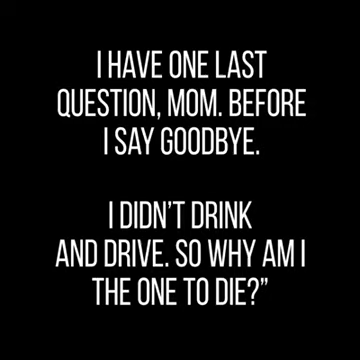 I HAVE ONE LAST
QUESTION, MOM. BEFORE
I SAY GOODBYE.
I DIDN’T DRINK
AND DRIVE. SO WHY AM I
THE ONE TO DIE?”